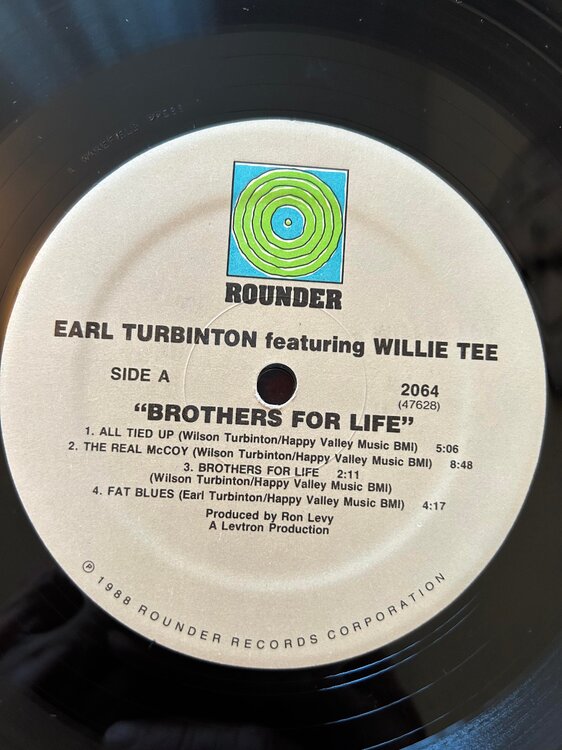 WAKEFIELD PRESS
ROUNDER
EARL TURBINTON featuring WILLIE TEE
SIDE A
2064
(47628)
"BROTHERS FOR LIFE"
1. ALL TIED UP (Wilson Turbinton/Happy Valley Music BMI) 5:06
2. THE REAL McCOY (Wilson Turbinton/Happy Valley Music BMI) 8:48
3. BROTHERS FOR LIFE 2:11
(Wilson Turbinton/Happy Valley Music BMI)
4. FAT BLUES (Earl Turbinton/Happy Valley Music BMI) 4:17
Produced by Ron Levy
A Levtron Production
℗ 1988 ROUNDER RECORDS CORPORATION